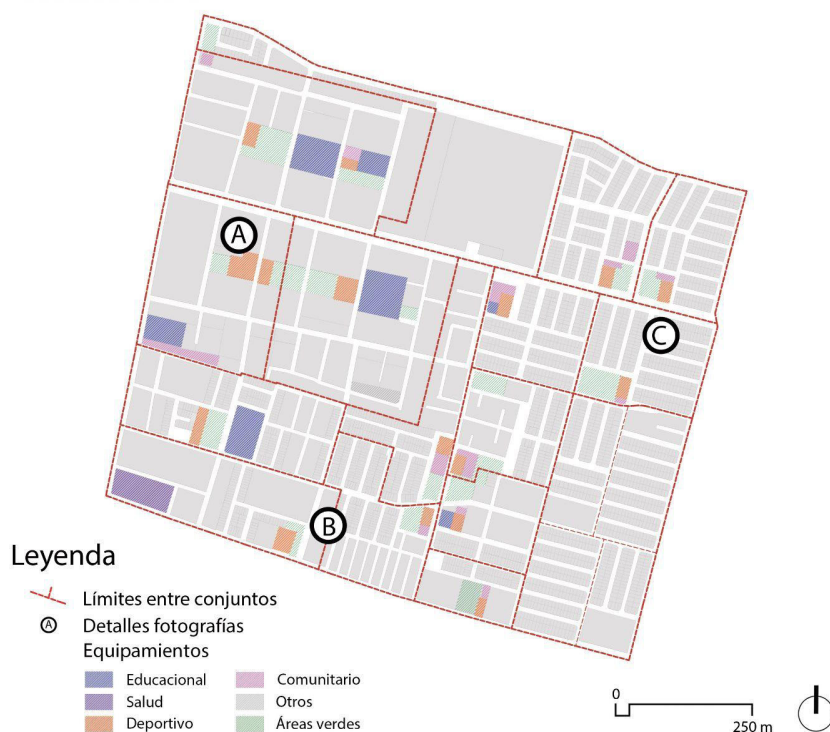 A
C
B
Leyenda
Límites entre conjuntos
A Detalles fotografías
Equipamientos
Educacional
Comunitario
Salud
Otros
Deportivo
Áreas verdes
0
250 m